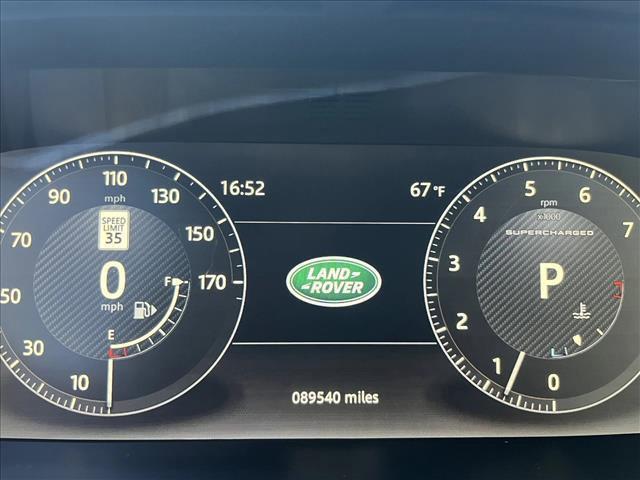 16:52
67°F
110
90
mph
130
70
SPEED
LIMIT
35
150
50
0
mph
F
170
E
30
10
LAND
ROVER
089540 miles
5
4
rpm
6
x1000
7
SUPERCHARGED
3
P
2
1
0